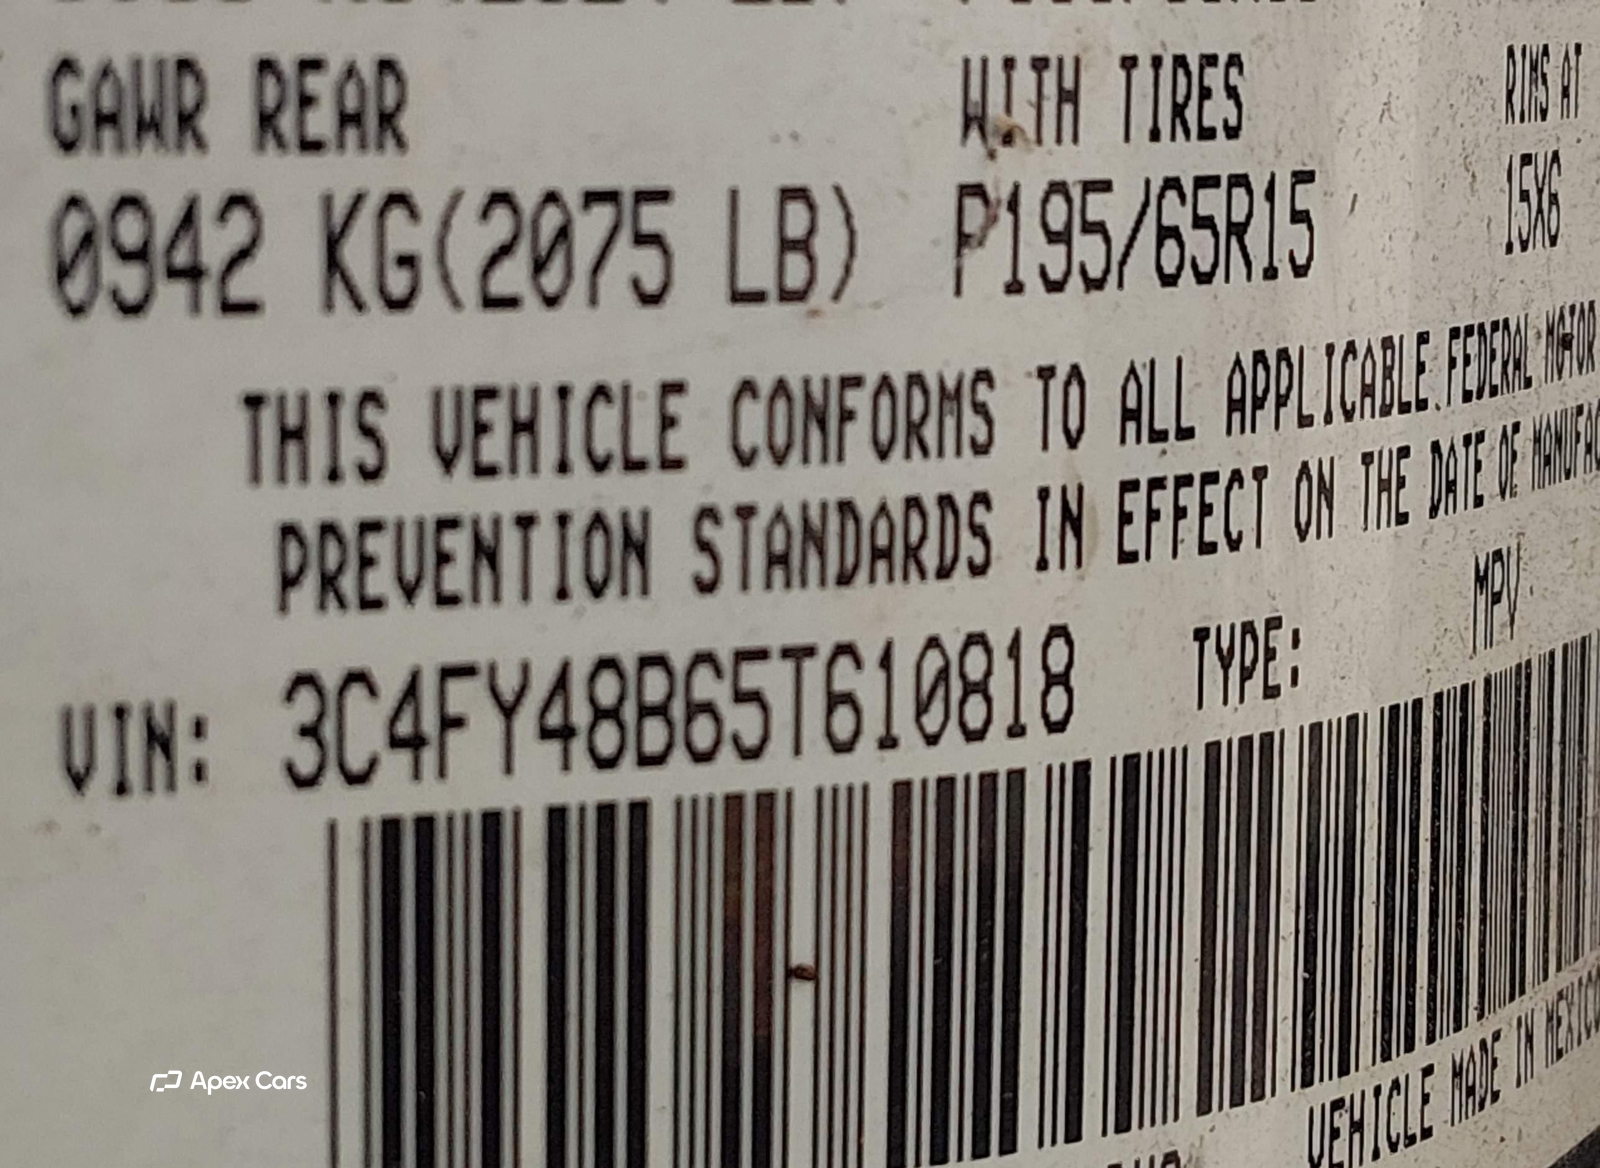 GAWR REAR WITH TIRES RIMS AT
0942 KG(2075 LB) P195/65R15 15X6
THIS VEHICLE CONFORMS TO ALL APPLICABLE FEDERAL MOTOR
PREVENTION STANDARDS IN EFFECT ON THE DATE OF MANUFAC
VIN: 3C4FY48B65T610818 TYPE: MPV
VEHICLE MADE IN MEXICO
Apex Cars